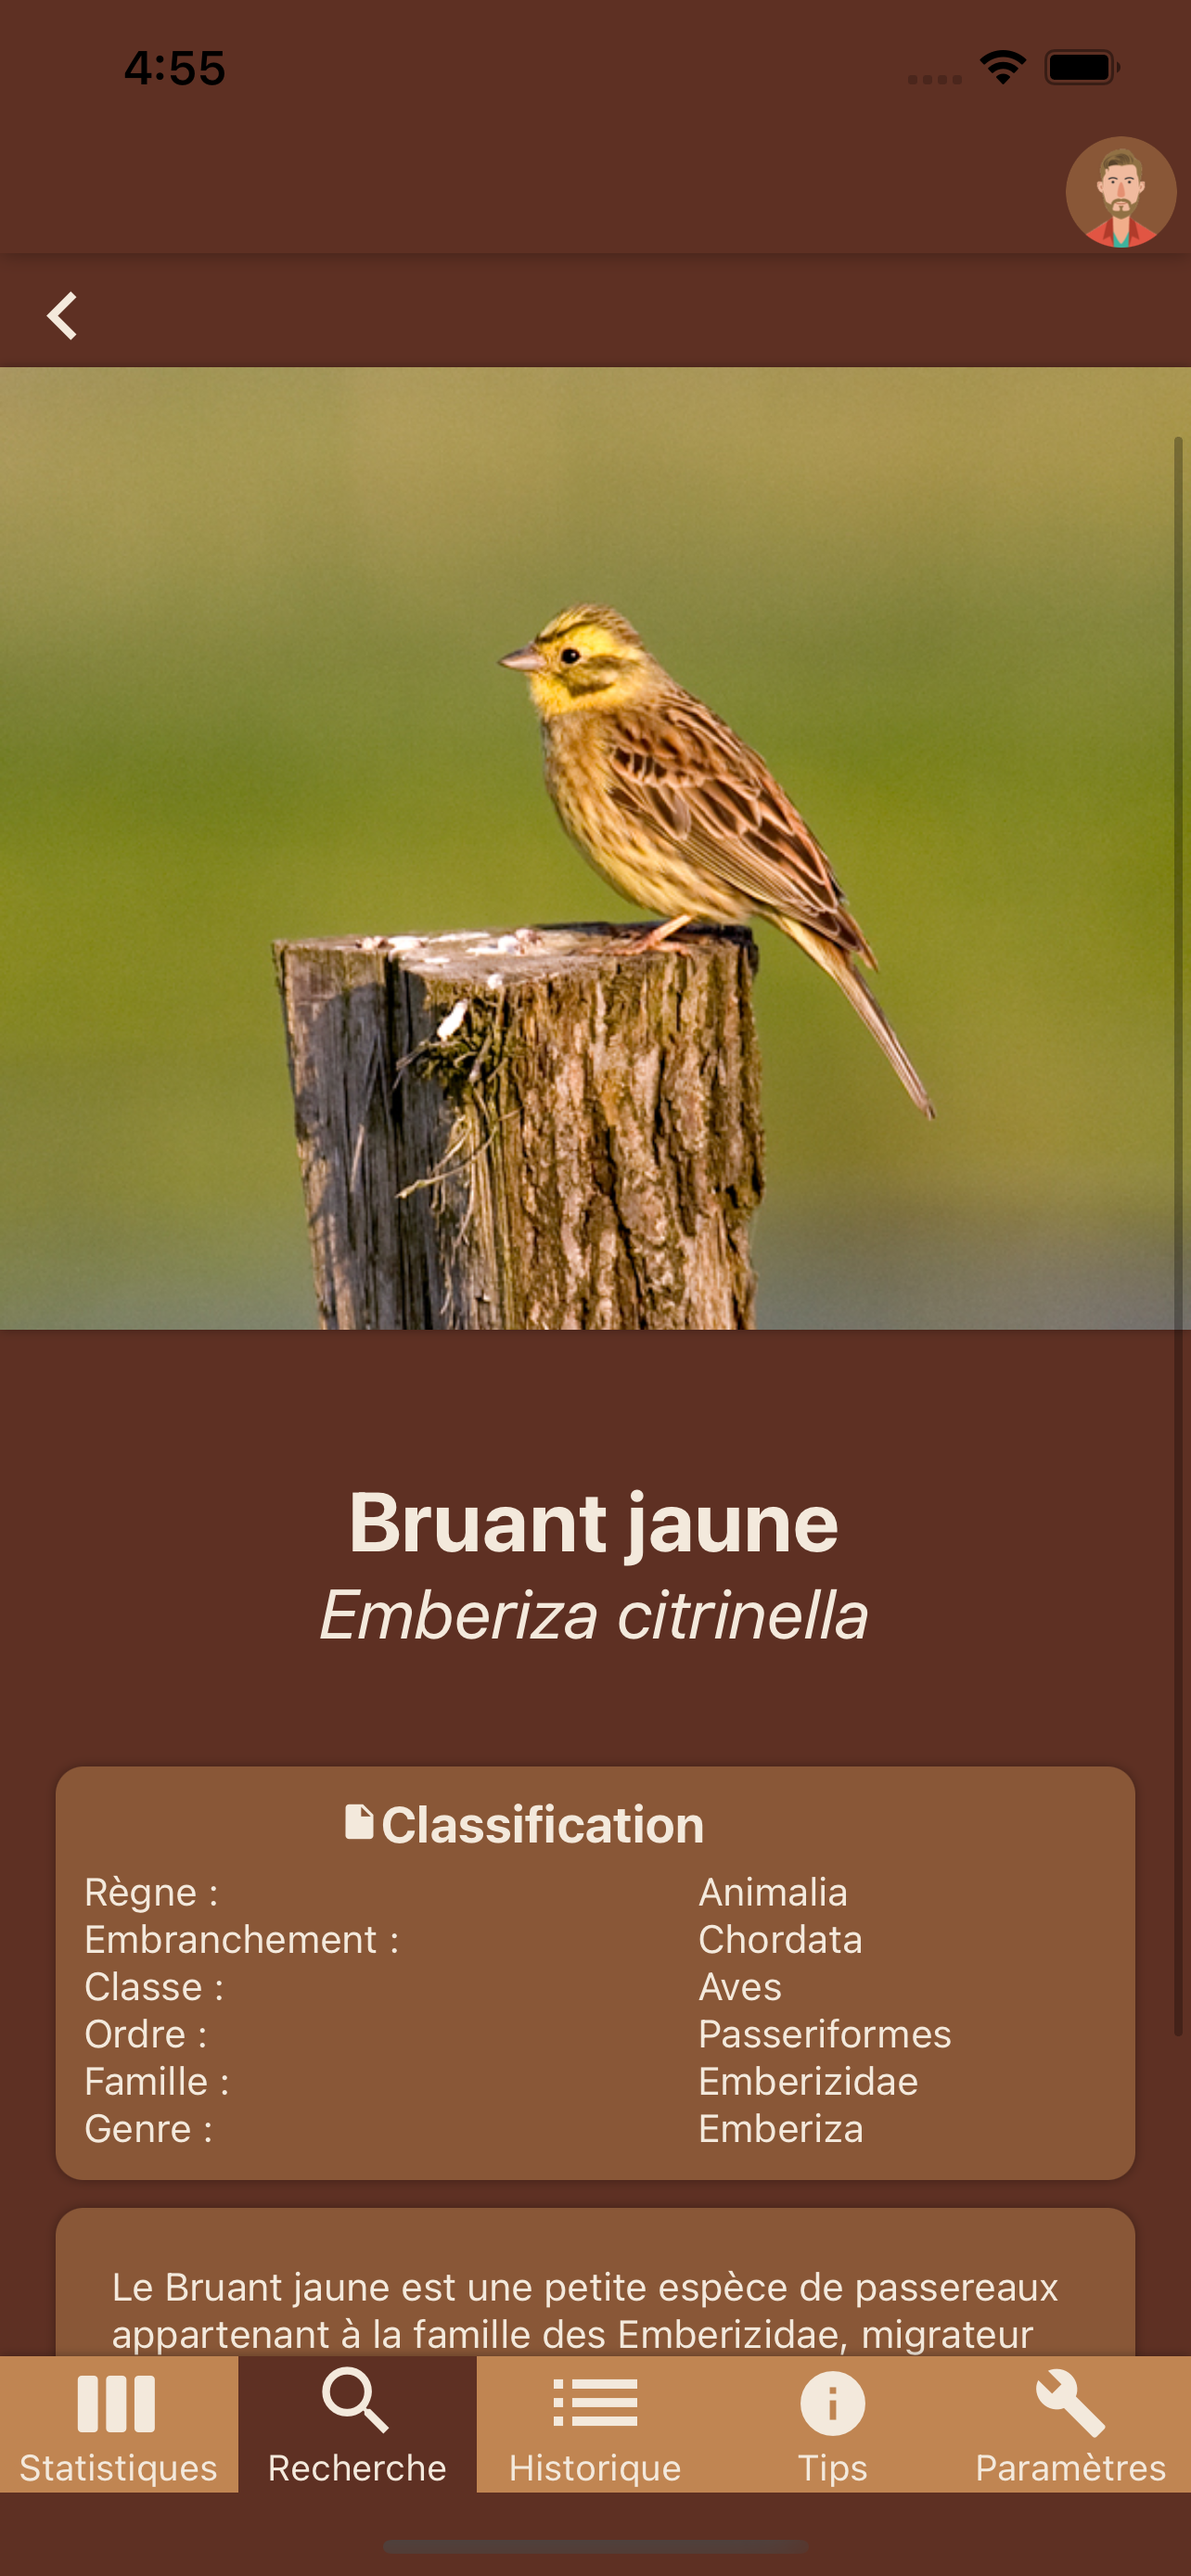 4:55
Bruant jaune
Emberiza citrinella
Classification
Règne : Animalia
Embranchement : Chordata
Classe : Aves
Ordre : Passeriformes
Famille : Emberizidae
Genre : Emberiza
Le Bruant jaune est une petite espèce de passereaux
appartenant à la famille des Emberizidae, migrateur
Statistiques Recherche Historique Tips Paramètres